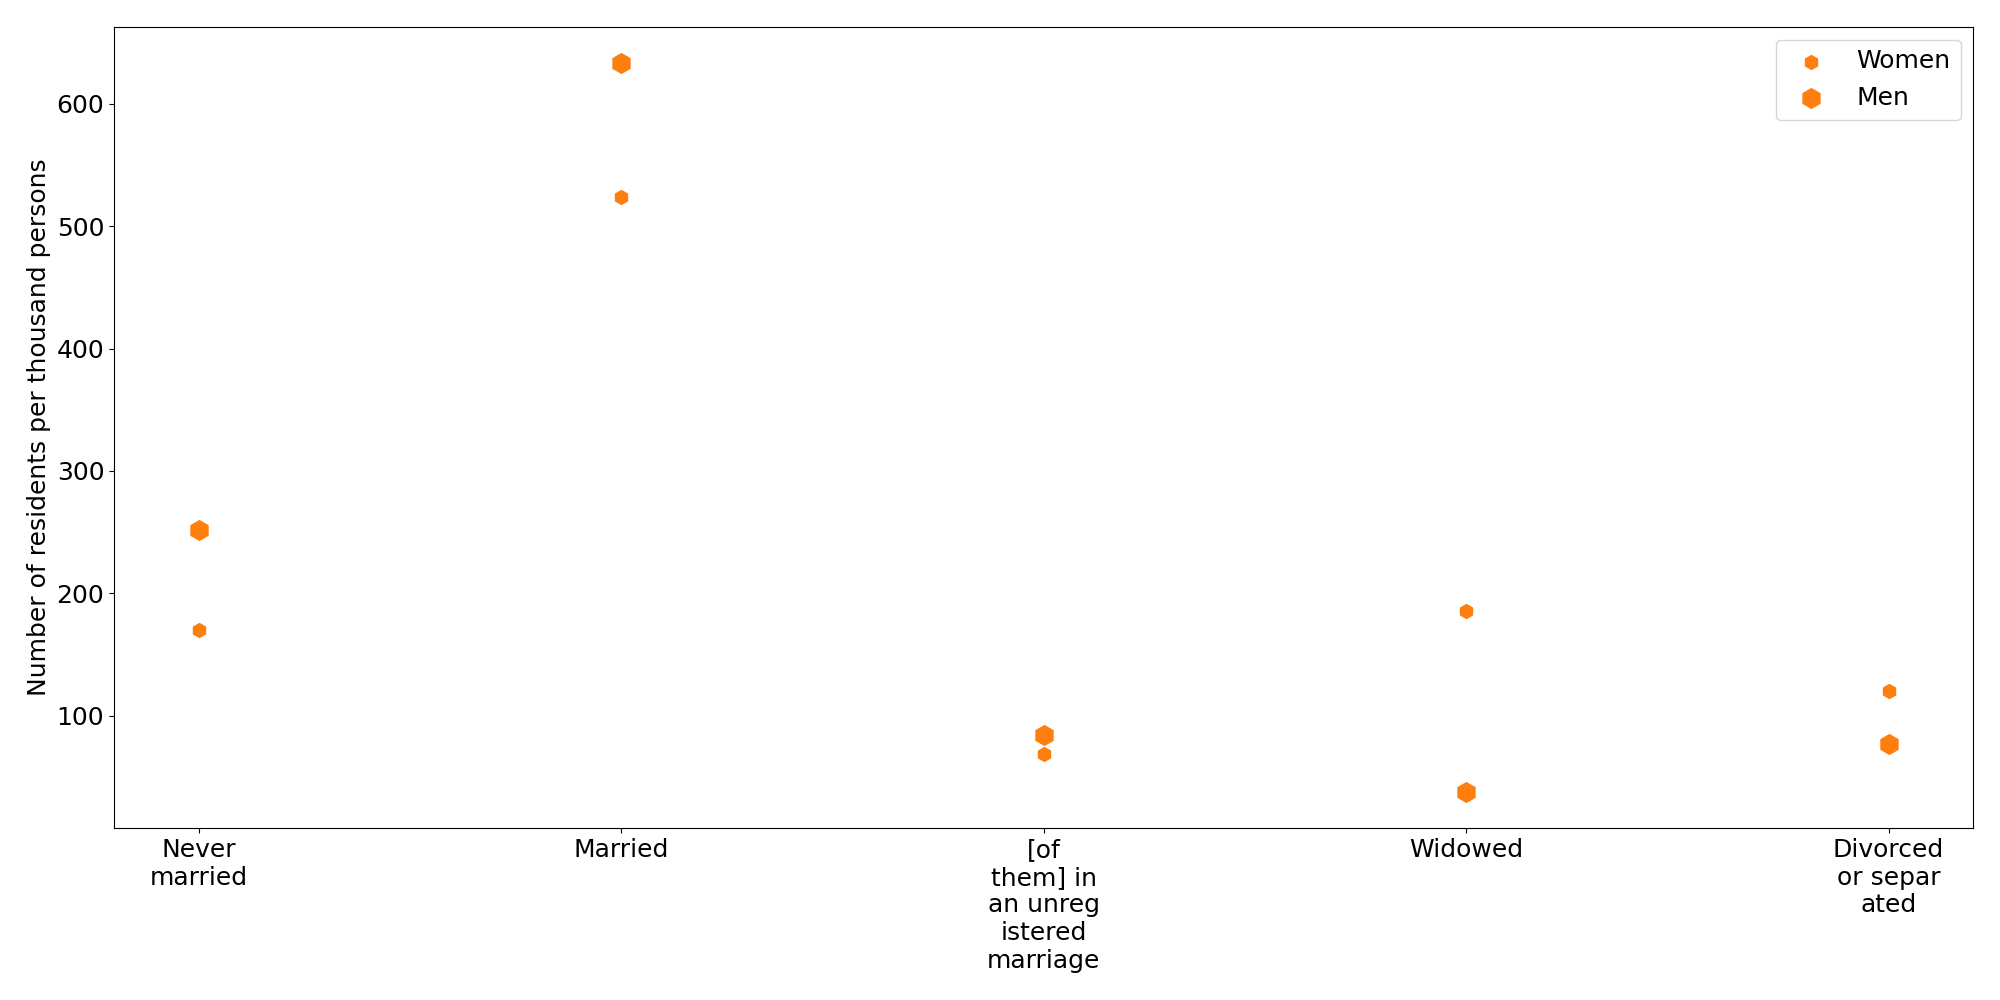 Women
Men
Number of residents per thousand persons
600
500
400
300
200
100
Never
married
Married
[of
them] in
an unreg
istered
marriage
Widowed
Divorced
or separ
ated